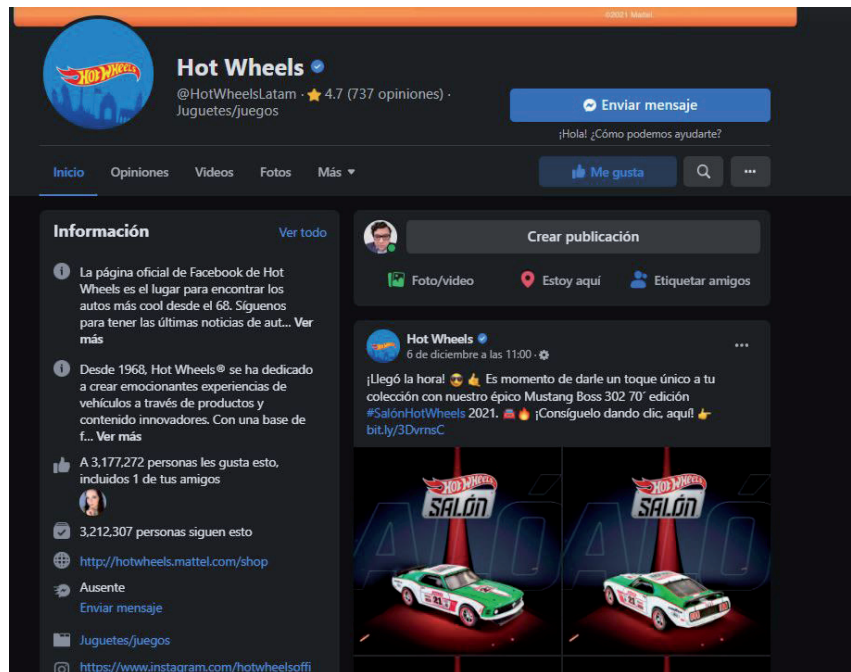 ©2021 Mattel
HOT WHEELS
Hot Wheels
@HotWheelsLatam · 4.7 (737 opiniones) ·
Juguetes/juegos
Enviar mensaje
¡Hola! ¿Cómo podemos ayudarte?
Inicio
Opiniones
Videos
Fotos
Más
Me gusta
Información
Ver todo
La página oficial de Facebook de Hot
Wheels es el lugar para encontrar los
autos más cool desde el 68. Síguenos
para tener las últimas noticias de aut... Ver
más
Desde 1968, Hot Wheels® se ha dedicado
a crear emocionantes experiencias de
vehículos a través de productos y
contenido innovadores. Con una base de
f... Ver más
A 3,177,272 personas les gusta esto,
incluidos 1 de tus amigos
3,212,307 personas siguen esto
http://hotwheels.mattel.com/shop
Ausente
Enviar mensaje
Juguetes/juegos
https://www.instagram.com/hotwheelsoffi
Crear publicación
Foto/video
Estoy aquí
Etiquetar amigos
Hot Wheels
6 de diciembre a las 11:00 ·
¡Llegó la hora! 😎 🤙 Es momento de darle un toque único a tu
colección con nuestro épico Mustang Boss 302 70´ edición
#SalónHotWheels 2021. 🚘🔥 ¡Consíguelo dando clic, aquí! 👉
bit.ly/3DvrnsC
HOT WHEELS
SALÓN
21
HOT WHEELS
SALÓN
21